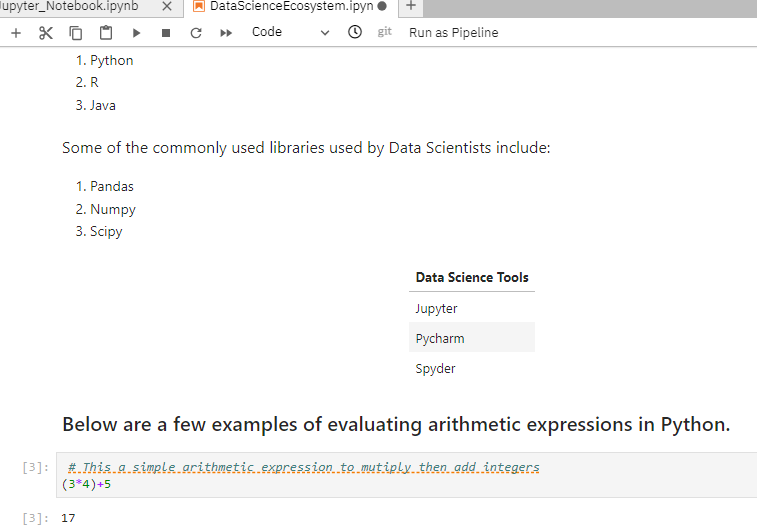 Jupyter_Notebook.ipynb DataScienceEcosystem.ipyn
Code git Run as Pipeline
1. Python
2. R
3. Java
Some of the commonly used libraries used by Data Scientists include:
1. Pandas
2. Numpy
3. Scipy
Data Science Tools
Jupyter
Pycharm
Spyder
Below are a few examples of evaluating arithmetic expressions in Python.
[3]: # This a simple arithmetic expression to mutiply then add integers
(3*4)+5
[3]: 17